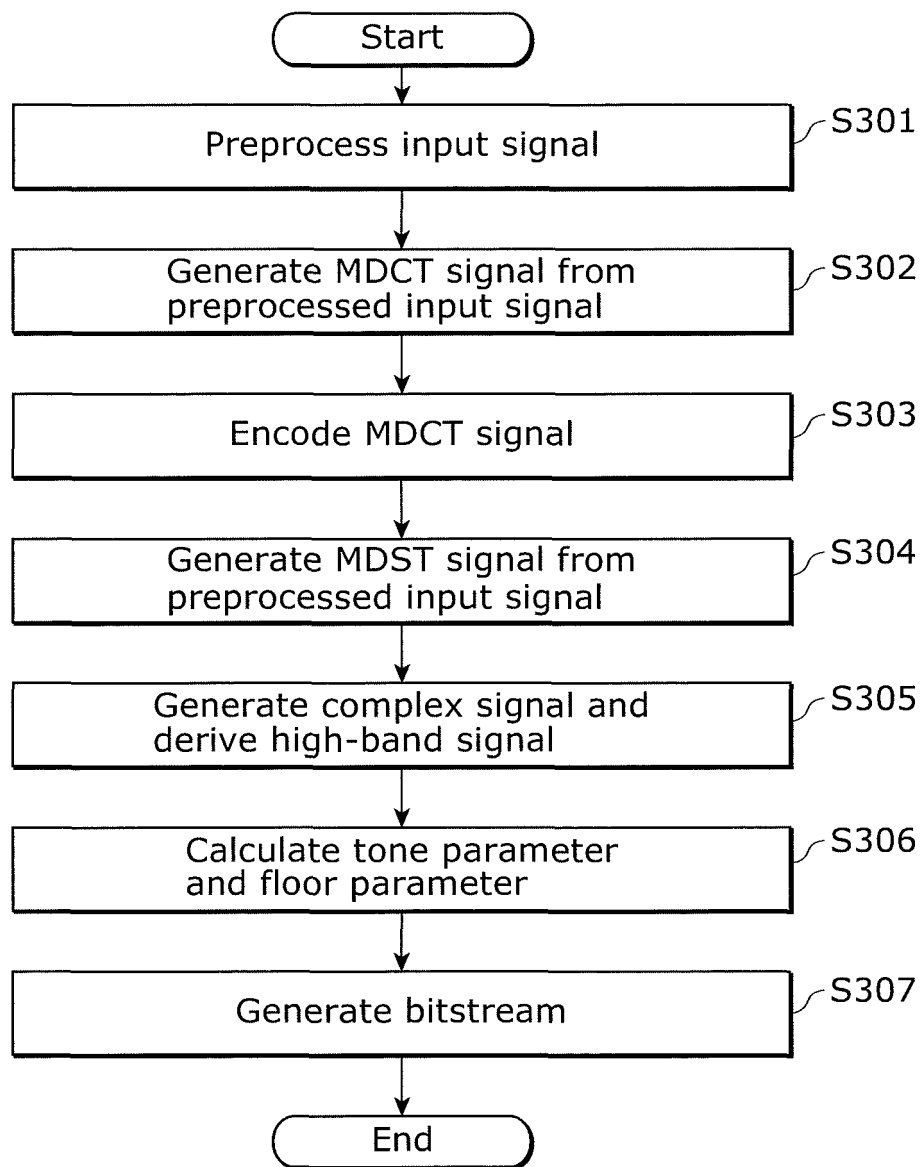 Start
Preprocess input signal
S301
Generate MDCT signal from
preprocessed input signal
S302
Encode MDCT signal
S303
Generate MDST signal from
preprocessed input signal
S304
Generate complex signal and
derive high-band signal
S305
Calculate tone parameter
and floor parameter
S306
Generate bitstream
S307
End